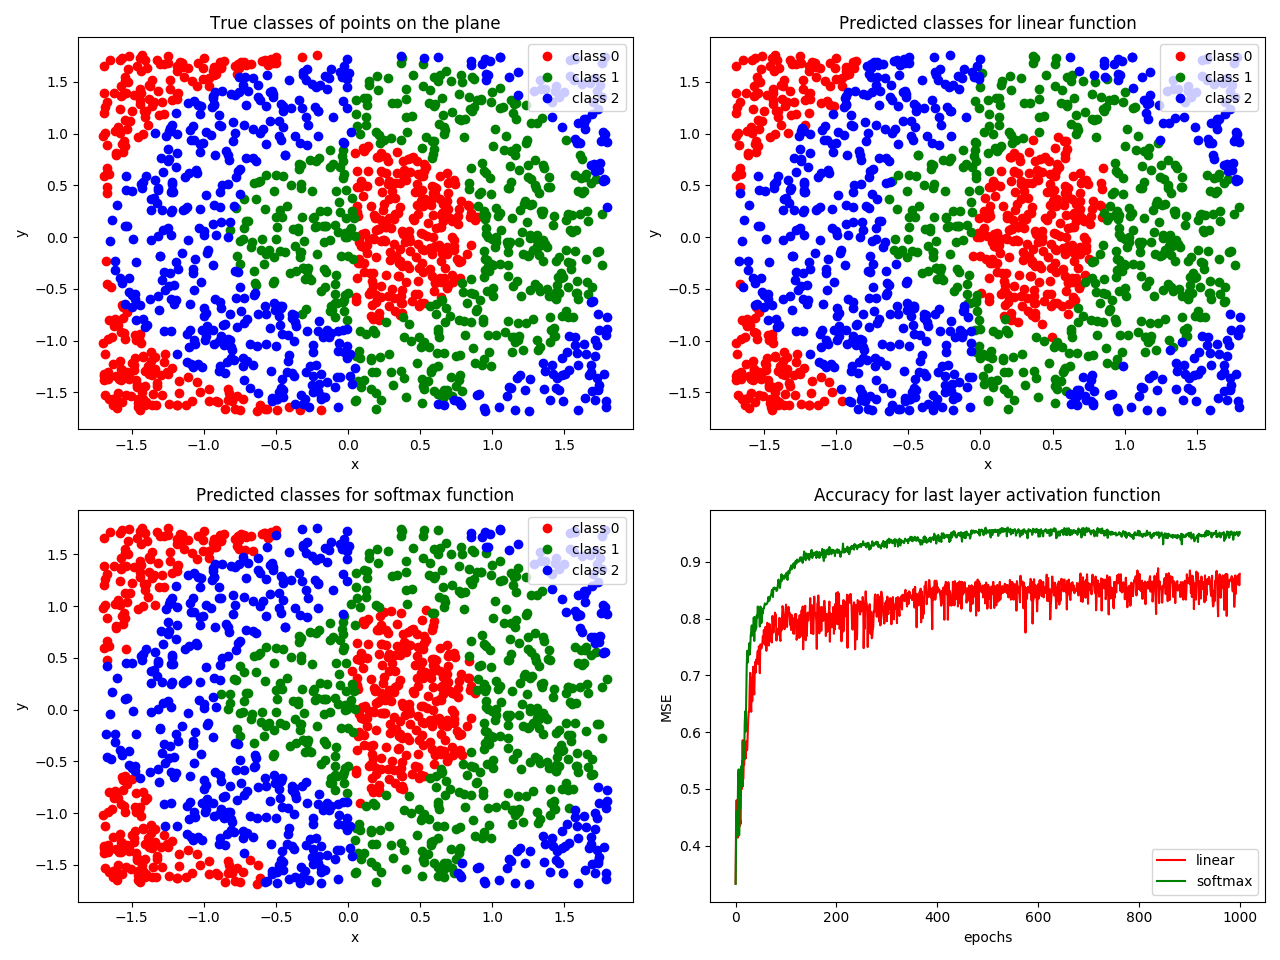 True classes of points on the plane
class 0
class 1
class 2
1.5
1.0
0.5
0.0
−0.5
−1.0
−1.5
y
−1.5 −1.0 −0.5 0.0 0.5 1.0 1.5
x
Predicted classes for linear function
class 0
class 1
class 2
1.5
1.0
0.5
0.0
−0.5
−1.0
−1.5
y
−1.5 −1.0 −0.5 0.0 0.5 1.0 1.5
x
Predicted classes for softmax function
class 0
class 1
class 2
1.5
1.0
0.5
0.0
−0.5
−1.0
−1.5
y
−1.5 −1.0 −0.5 0.0 0.5 1.0 1.5
x
Accuracy for last layer activation function
0.9
0.8
0.7
0.6
0.5
0.4
MSE
linear
softmax
0 200 400 600 800 1000
epochs